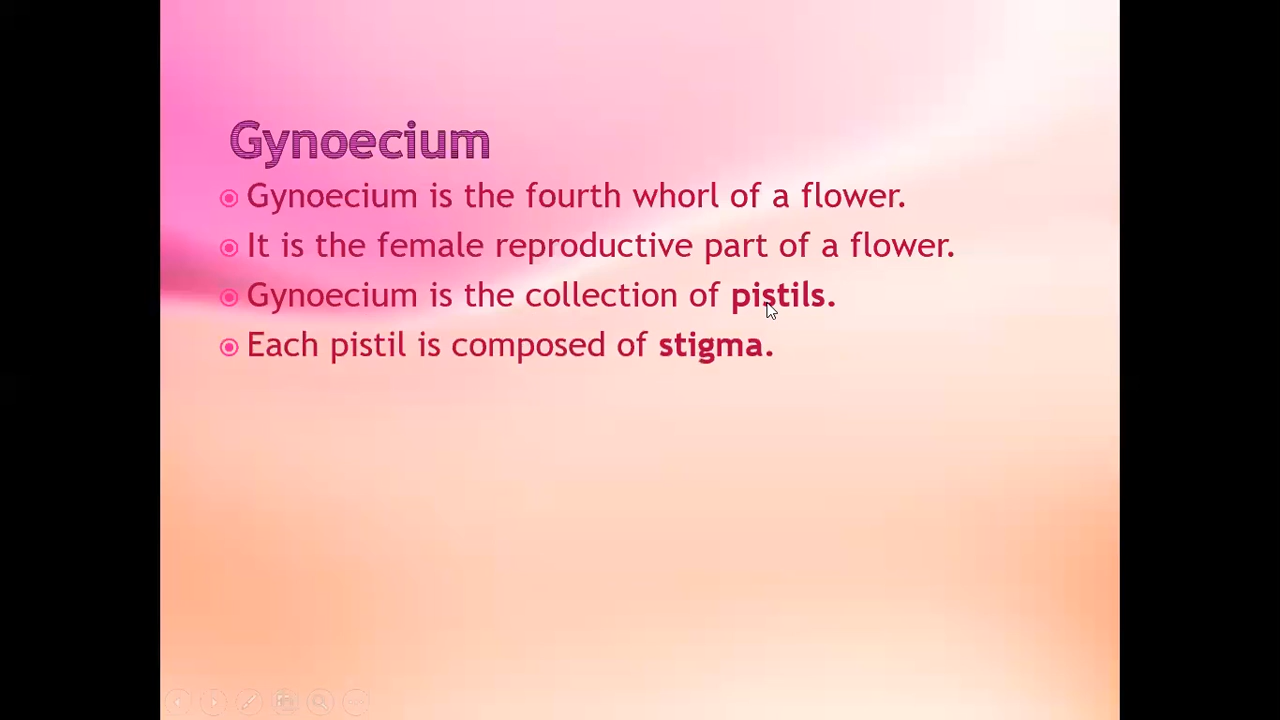 Gynoecium
Gynoecium is the fourth whorl of a flower.
It is the female reproductive part of a flower.
Gynoecium is the collection of pistils.
Each pistil is composed of stigma.